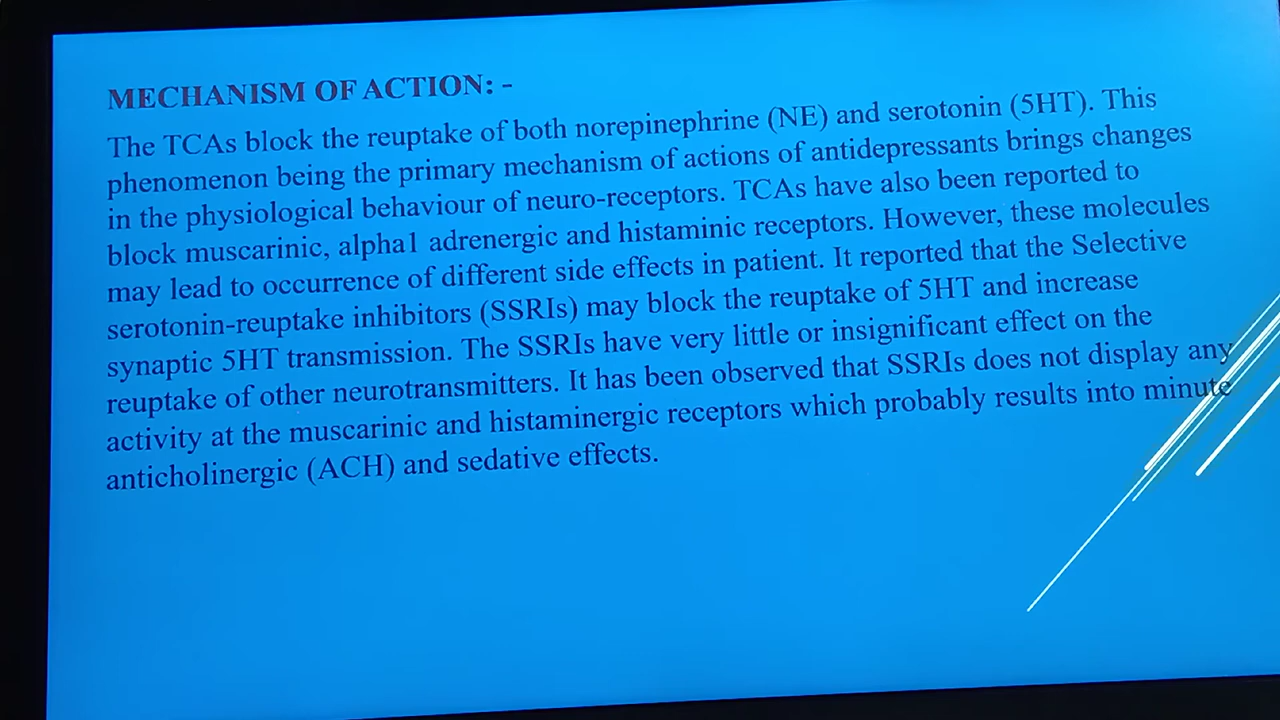 MECHANISM OF ACTION: -
The TCAs block the reuptake of both norepinephrine (NE) and serotonin (5HT). This
phenomenon being the primary mechanism of actions of antidepressants brings changes
in the physiological behaviour of neuro-receptors. TCAs have also been reported to
block muscarinic, alpha1 adrenergic and histaminic receptors. However, these molecules
may lead to occurrence of different side effects in patient. It reported that the Selective
serotonin-reuptake inhibitors (SSRIs) may block the reuptake of 5HT and increase
synaptic 5HT transmission. The SSRIs have very little or insignificant effect on the
reuptake of other neurotransmitters. It has been observed that SSRIs does not display any
activity at the muscarinic and histaminergic receptors which probably results into minute
anticholinergic (ACH) and sedative effects.